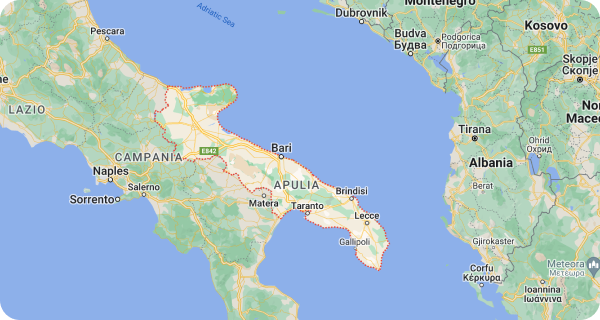 Adriatic Sea
Dubrovnik
Montenegro
Kosovo
Pescara
Budva
Будва
Podgorica
Подгорица
E851
Skopje
Скопје
LAZIO
No
Mace
E842
Bari
Tirana
Ohrid
Охрид
CAMPANIA
Albania
Naples
Salerno
APULIA
Brindisi
Berat
Sorrento
Matera
Taranto
Lecce
Gallipoli
Gjirokaster
Corfu
Κέρκυρα
Meteora
Μετέωρα
Ioannina
Ιωάννινα